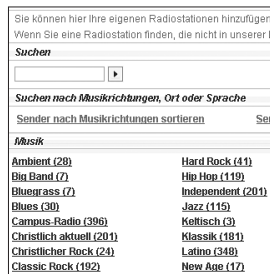 Sie können hier Ihre eigenen Radiostationen hinzufügen
Wenn Sie eine Radiostation finden, die nicht in unserer
Suchen
Suchen nach Musikrichtungen, Ort oder Sprache
Sender nach Musikrichtungen sortieren
Musik
Ambient (28) Hard Rock (41)
Big Band (7) Hip Hop (119)
Bluegrass (7) Independent (201)
Blues (30) Jazz (115)
Campus-Radio (396) Keltisch (3)
Christlich aktuell (201) Klassik (181)
Christlicher Rock (24) Latino (348)
Classic Rock (192) New Age (17)